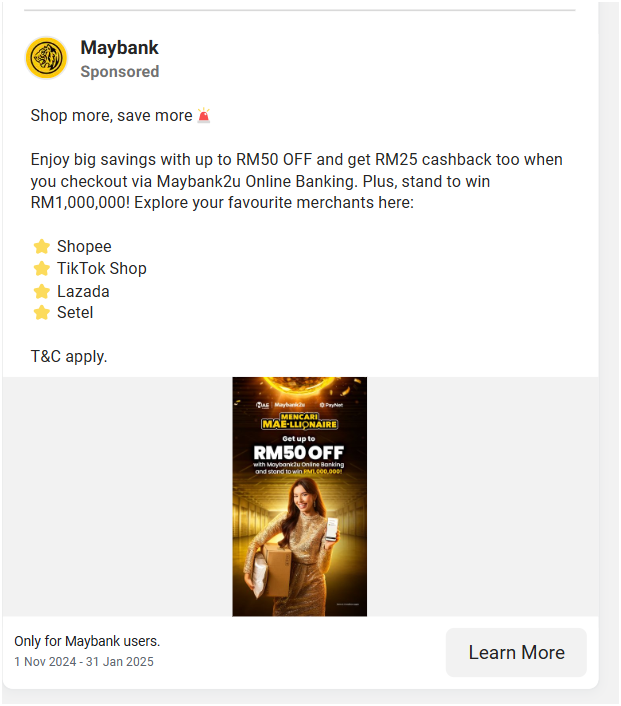 Maybank
Sponsored
Shop more, save more
Enjoy big savings with up to RM50 OFF and get RM25 cashback too when
you checkout via Maybank2u Online Banking. Plus, stand to win
RM1,000,000! Explore your favourite merchants here:
Shopee
TikTok Shop
Lazada
Setel
T&C apply.
MAE Maybank2u PayNet
MENCARI
MAE-LLIONAIRE
Get up to
RM50 OFF
with Maybank2u Online Banking
and stand to win RM1,000,000!
Only for Maybank users.
1 Nov 2024 - 31 Jan 2025
Learn More